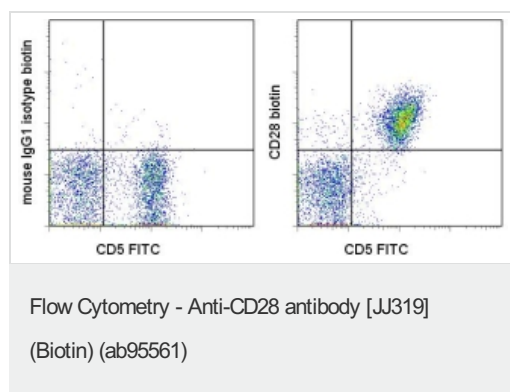 mouse IgG1 isotype biotin
CD5 FITC
CD28 biotin
CD5 FITC
Flow Cytometry - Anti-CD28 antibody [JJ319]
(Biotin) (ab95561)